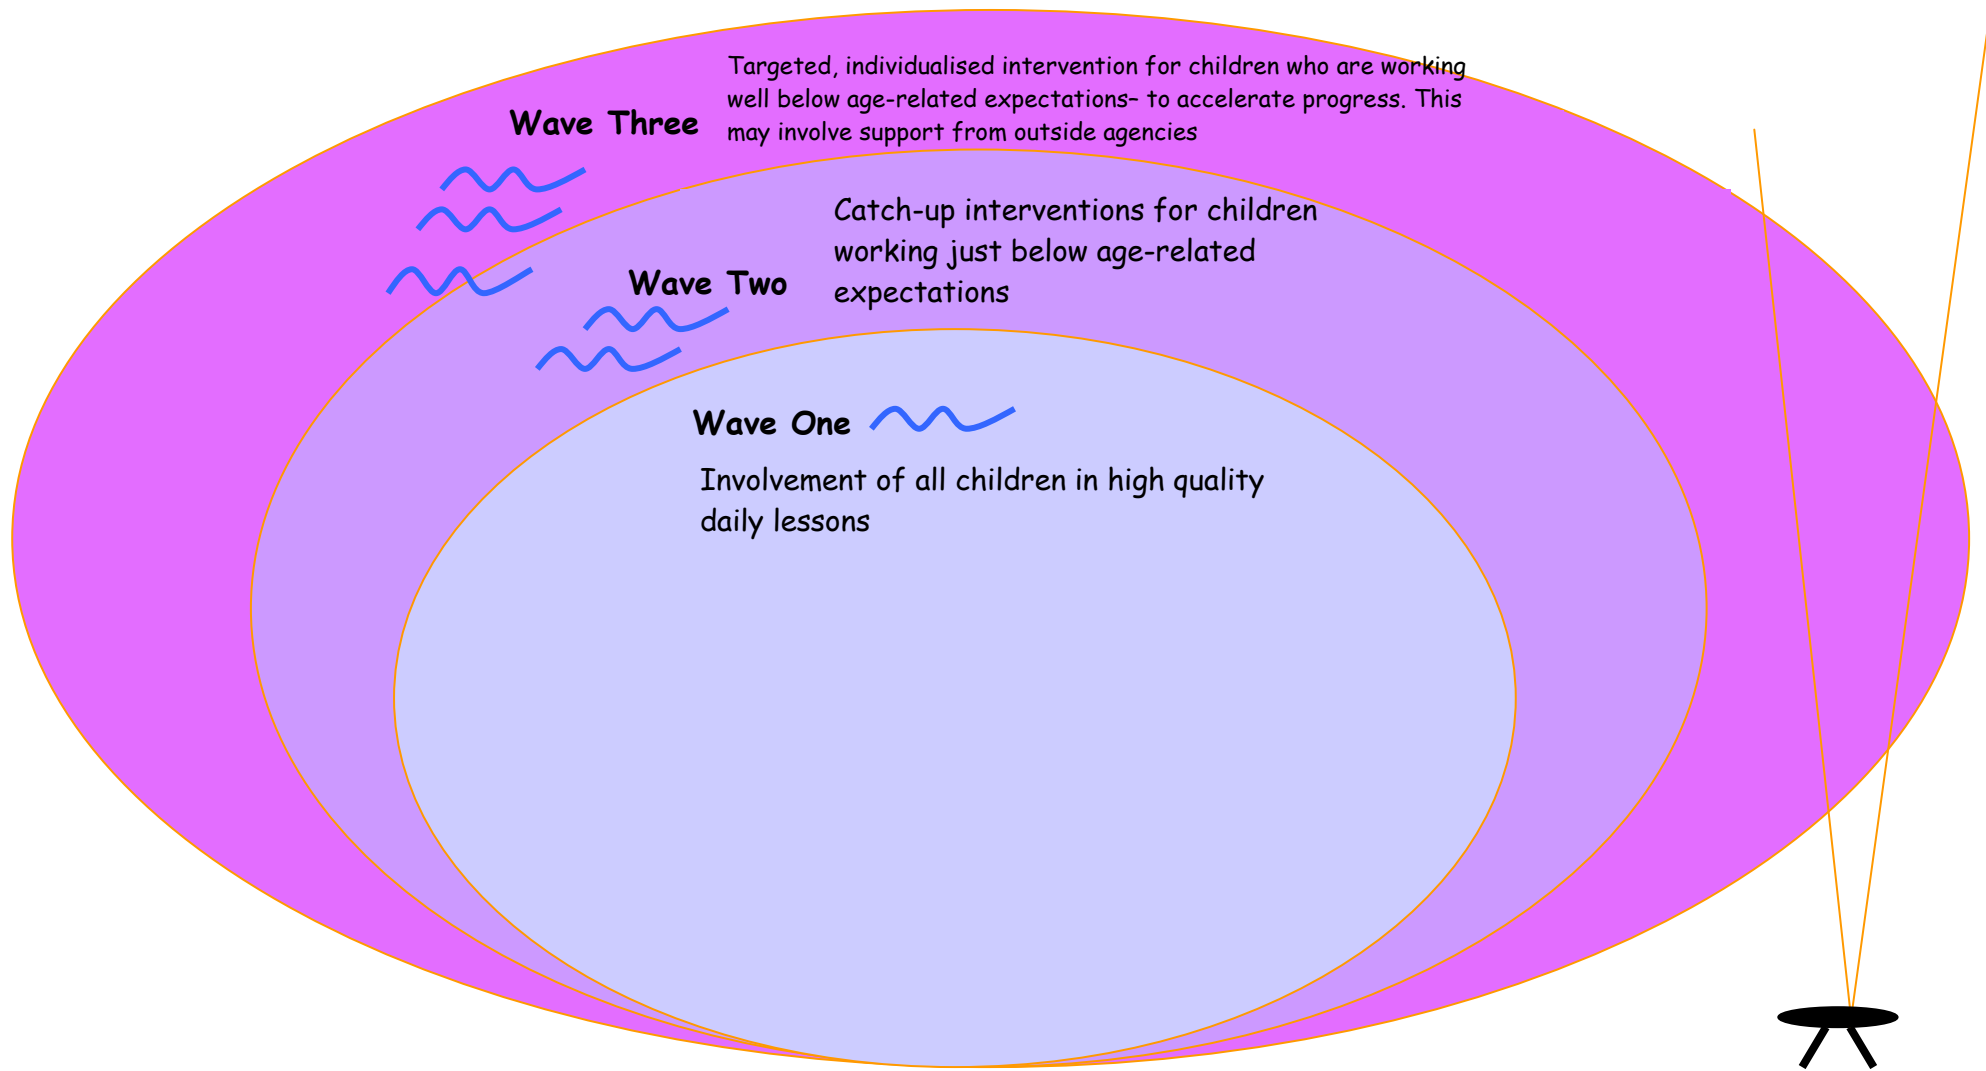 Targeted, individualised intervention for children who are working
well below age-related expectations– to accelerate progress. This
may involve support from outside agencies
Wave Three
Catch-up interventions for children
working just below age-related
expectations
Wave Two
Wave One
Involvement of all children in high quality
daily lessons